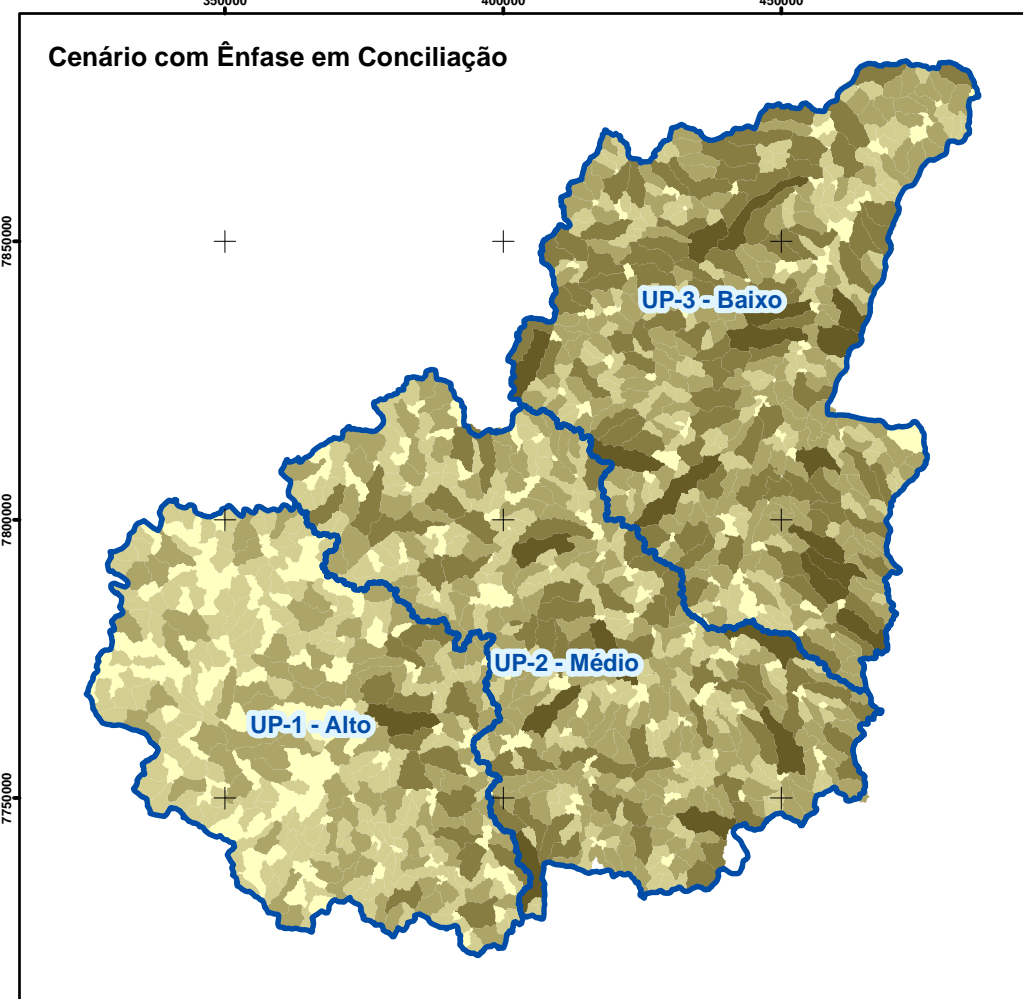 350000 400000 450000
Cenário com Ênfase em Conciliação
7850000
UP-3 - Baixo
7800000
UP-2 - Médio
UP-1 - Alto
7750000